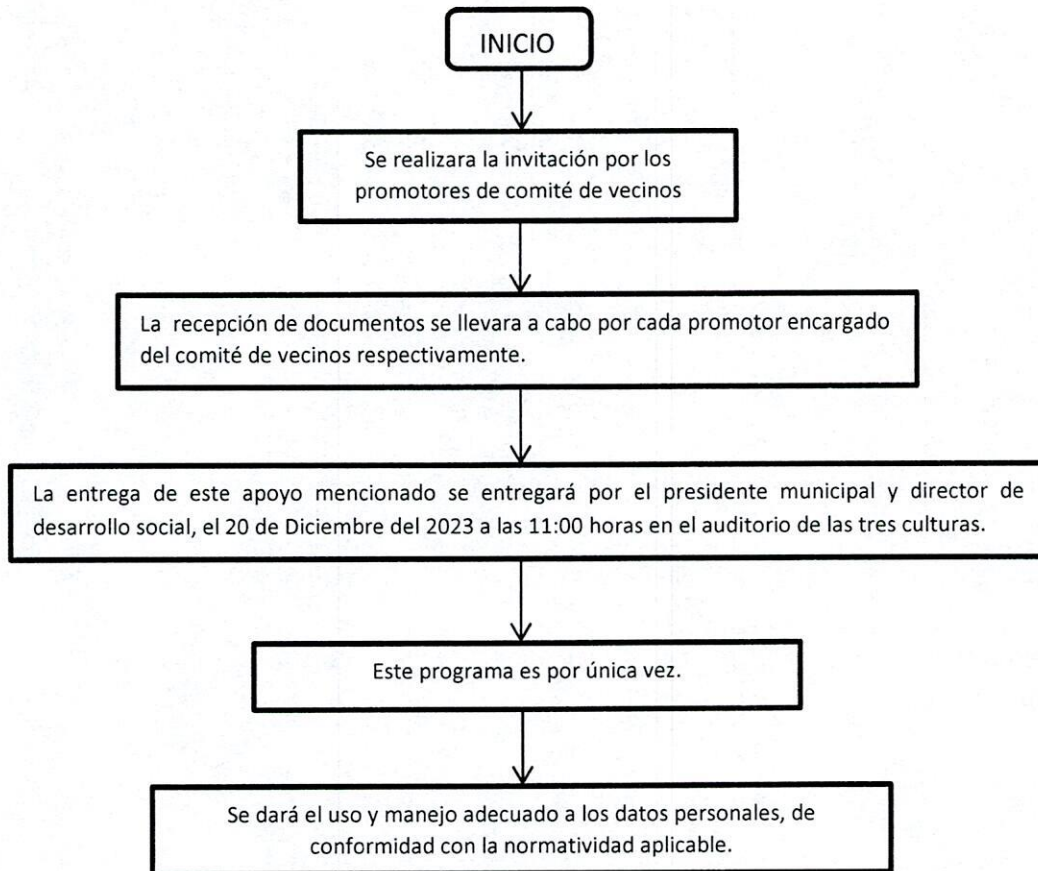 INICIO
Se realizara la invitación por los
promotores de comité de vecinos
La recepción de documentos se llevara a cabo por cada promotor encargado
del comité de vecinos respectivamente.
La entrega de este apoyo mencionado se entregará por el presidente municipal y director de
desarrollo social, el 20 de Diciembre del 2023 a las 11:00 horas en el auditorio de las tres culturas.
Este programa es por única vez.
Se dará el uso y manejo adecuado a los datos personales, de
conformidad con la normatividad aplicable.